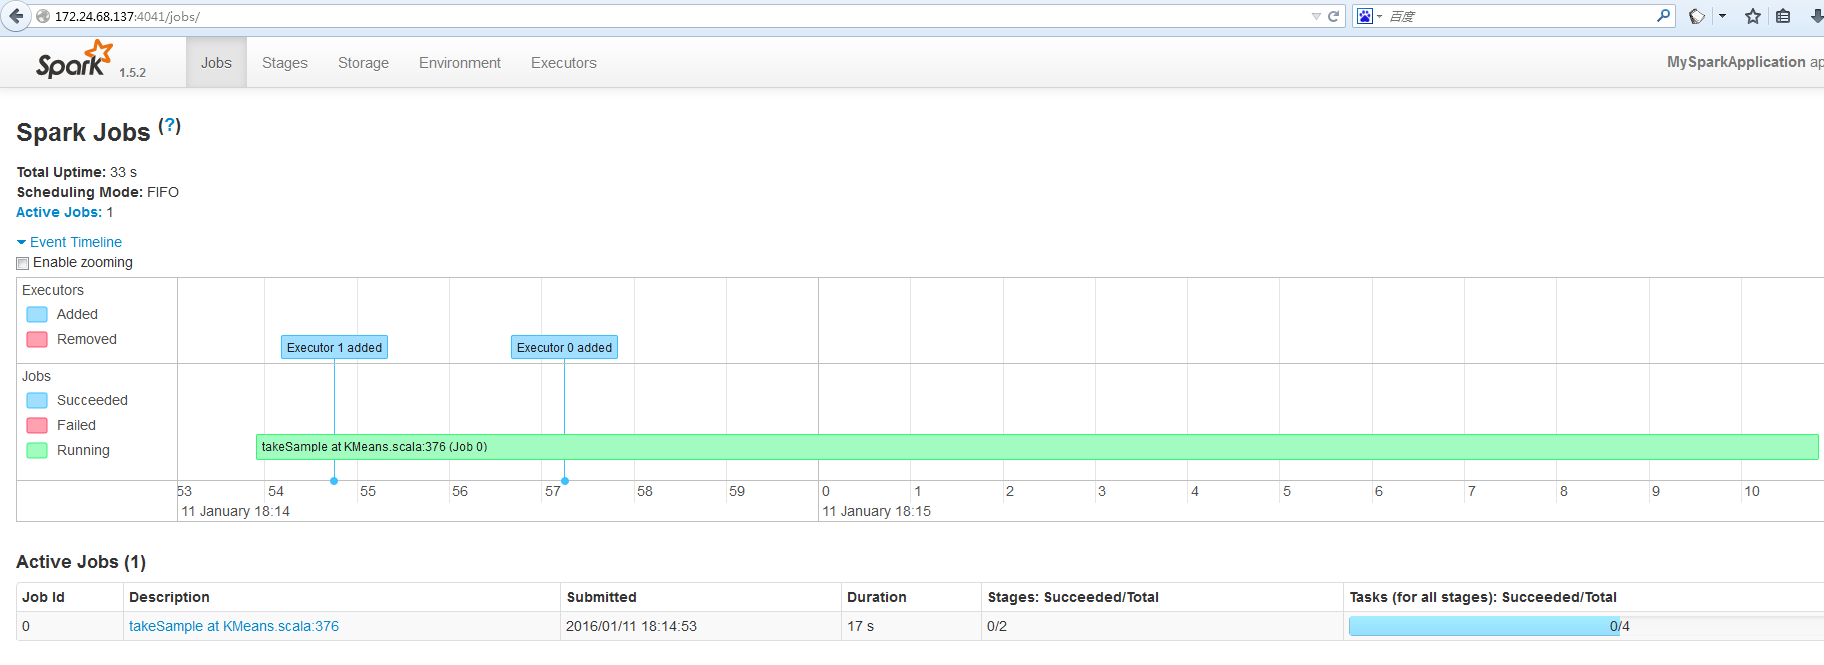 172.24.68.137:4041/jobs/
百度
Spark 1.5.2 Jobs Stages Storage Environment Executors MySparkApplication ap
Spark Jobs (?)
Total Uptime: 33 s
Scheduling Mode: FIFO
Active Jobs: 1
Event Timeline
Enable zooming
Executors
Added
Removed
Executor 1 added Executor 0 added
Jobs
Succeeded
Failed
Running
takeSample at KMeans.scala:376 (Job 0)
53 54 55 56 57 58 59 0 1 2 3 4 5 6 7 8 9 10
11 January 18:14 11 January 18:15
Active Jobs (1)
Job Id Description Submitted Duration Stages: Succeeded/Total Tasks (for all stages): Succeeded/Total
0 takeSample at KMeans.scala:376 2016/01/11 18:14:53 17 s 0/2 0/4